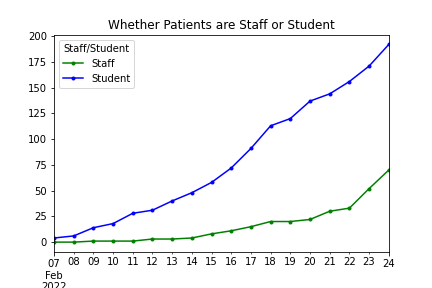 Whether Patients are Staff or Student
Staff/Student
Staff
Student
200
175
150
125
100
75
50
25
0
07 08 09 10 11 12 13 14 15 16 17 18 19 20 21 22 23 24
Feb
2022